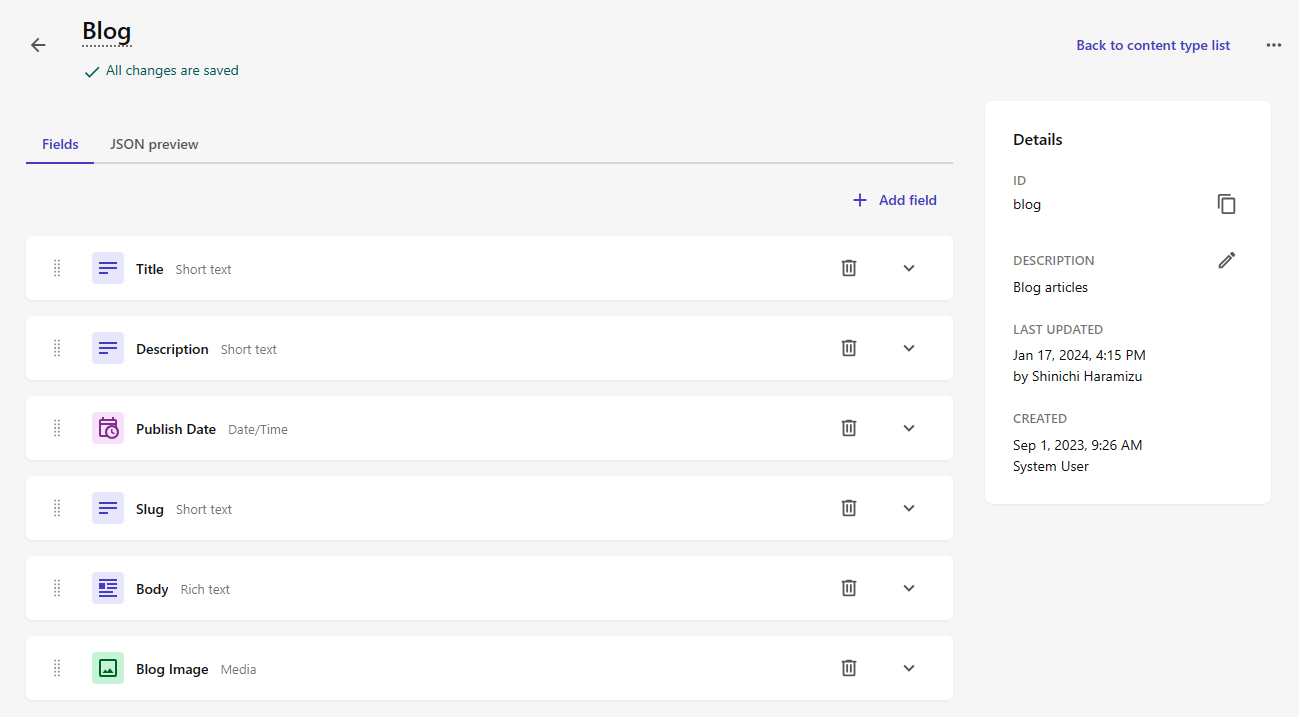 Blog
All changes are saved
Back to content type list
Fields JSON preview
Add field
Title Short text
Description Short text
Publish Date Date/Time
Slug Short text
Body Rich text
Blog Image Media
Details
ID
blog
DESCRIPTION
Blog articles
LAST UPDATED
Jan 17, 2024, 4:15 PM
by Shinichi Haramizu
CREATED
Sep 1, 2023, 9:26 AM
System User